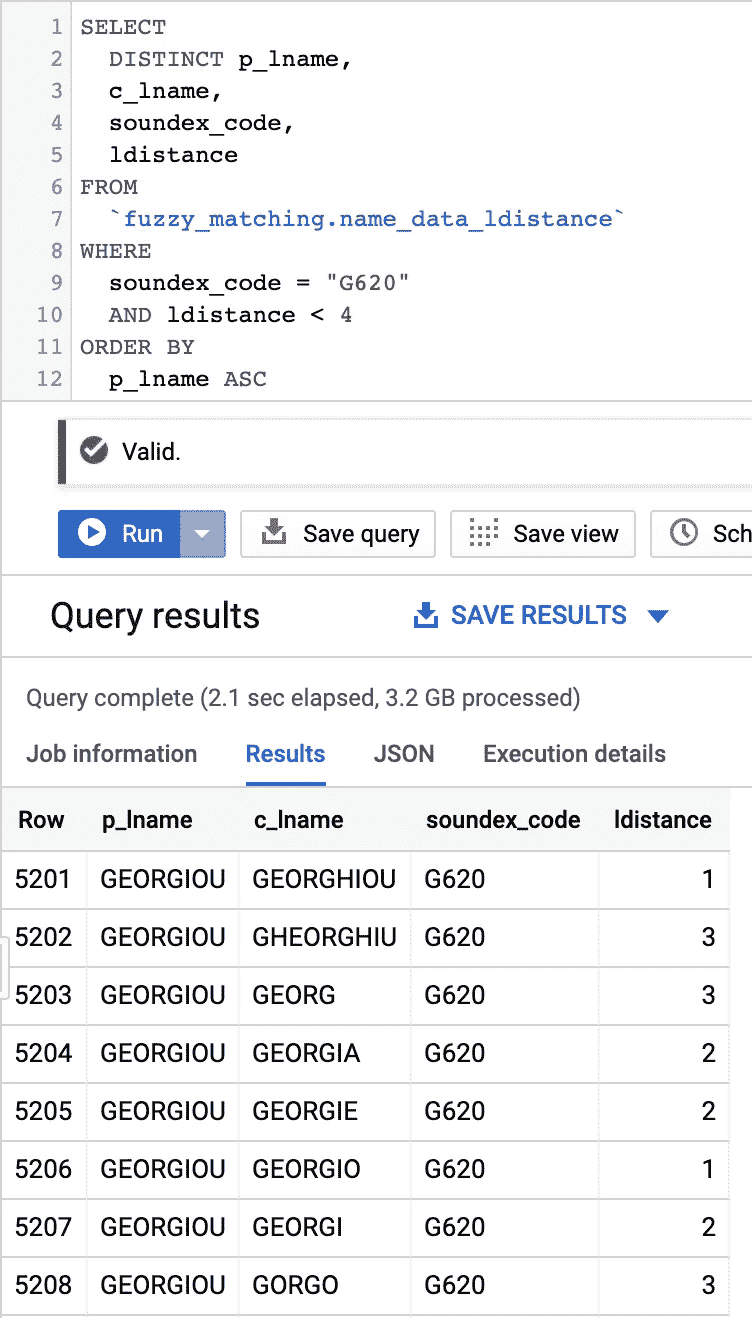 1 SELECT
2 DISTINCT p_lname,
3 c_lname,
4 soundex_code,
5 ldistance
6 FROM
7 `fuzzy_matching.name_data_ldistance`
8 WHERE
9 soundex_code = "G620"
10 AND ldistance < 4
11 ORDER BY
12 p_lname ASC
Valid.
Run Save query Save view Sch
Query results SAVE RESULTS
Query complete (2.1 sec elapsed, 3.2 GB processed)
Job information Results JSON Execution details
Row p_lname c_lname soundex_code ldistance
5201 GEORGIOU GEORGHIOU G620 1
5202 GEORGIOU GHEORGHIU G620 3
5203 GEORGIOU GEORG G620 3
5204 GEORGIOU GEORGIA G620 2
5205 GEORGIOU GEORGIE G620 2
5206 GEORGIOU GEORGIO G620 1
5207 GEORGIOU GEORGI G620 2
5208 GEORGIOU GORGO G620 3